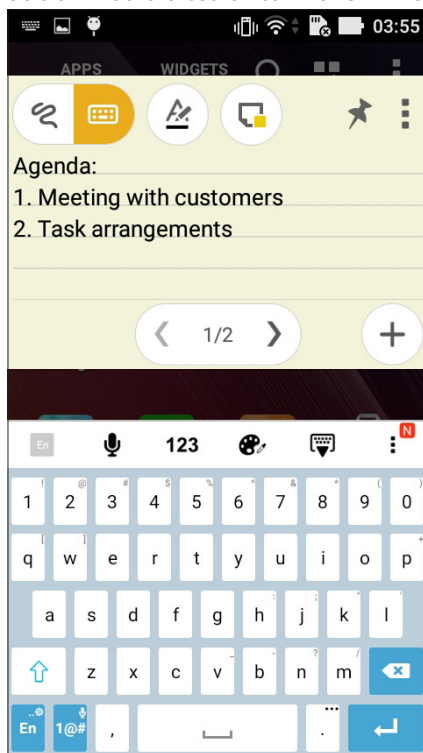 03:55
APPS WIDGETS
Agenda:
1. Meeting with customers
2. Task arrangements
1/2
En 123 N
! @ # $ % ^ & * ( )
1 2 3 4 5 6 7 8 9 0
[ ] +
q w e r t y u i o p
: ; '
a s d f g h j k l
_ - ? /
z x c v b n m
En 1@# , .